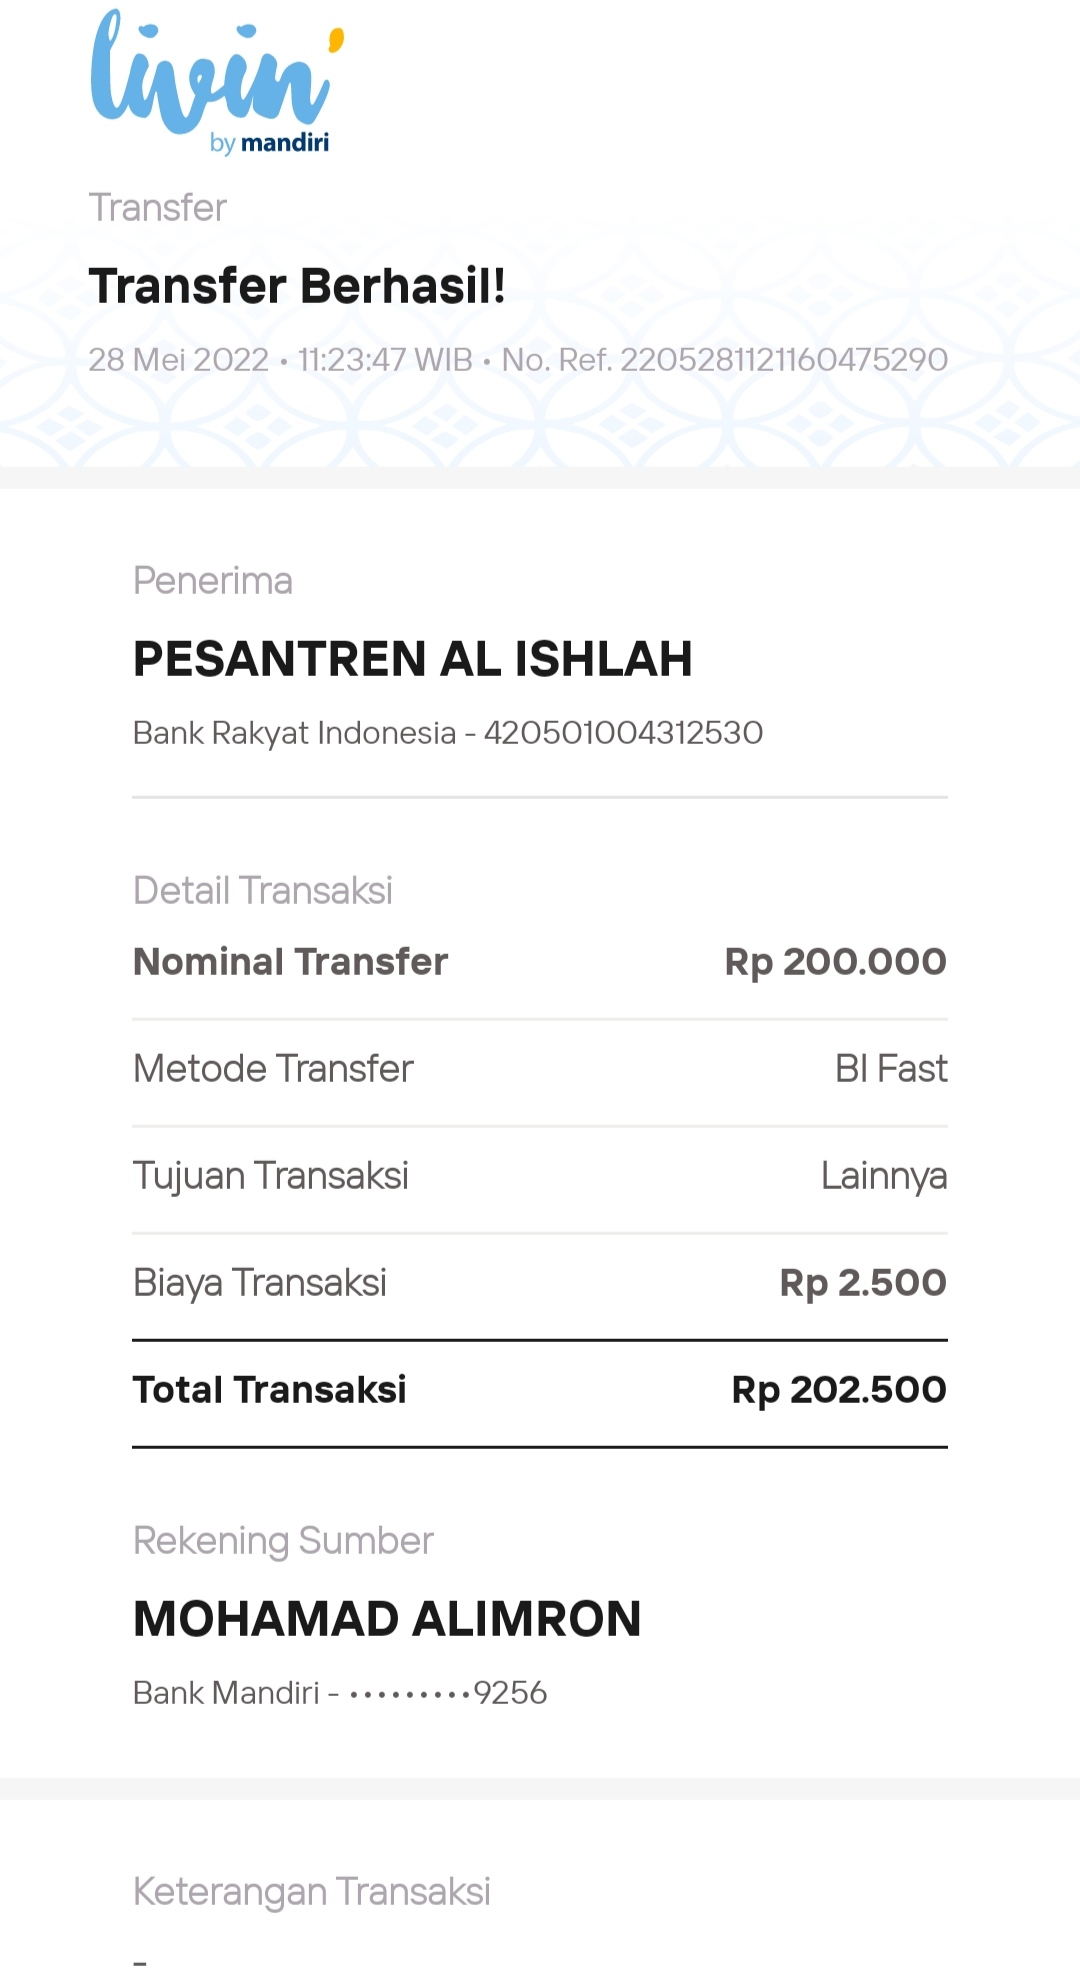 livin'
by mandiri
Transfer
Transfer Berhasil!
28 Mei 2022 • 11:23:47 WIB • No. Ref. 2205281121160475290
Penerima
PESANTREN AL ISHLAH
Bank Rakyat Indonesia - 420501004312530
Detail Transaksi
Nominal Transfer Rp 200.000
Metode Transfer BI Fast
Tujuan Transaksi Lainnya
Biaya Transaksi Rp 2.500
Total Transaksi Rp 202.500
Rekening Sumber
MOHAMAD ALIMRON
Bank Mandiri - •••••••••9256
Keterangan Transaksi
-